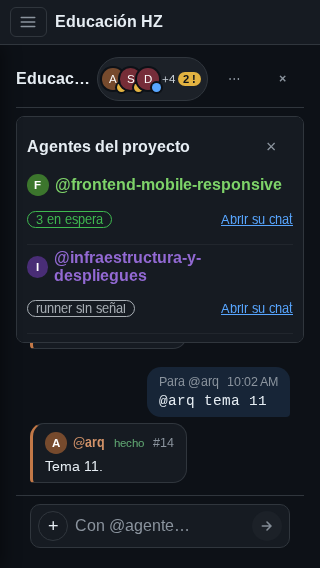 Educación HZ
Educac… A S D +4 2 ! ... ×
Agentes del proyecto ×
F @frontend-mobile-responsive
3 en espera Abrir su chat
I @infraestructura-y-
despliegues
runner sin señal Abrir su chat
Para @arq 10:02 AM
@arq tema 11
A @arq hecho #14
Tema 11.
+ Con @agente… →